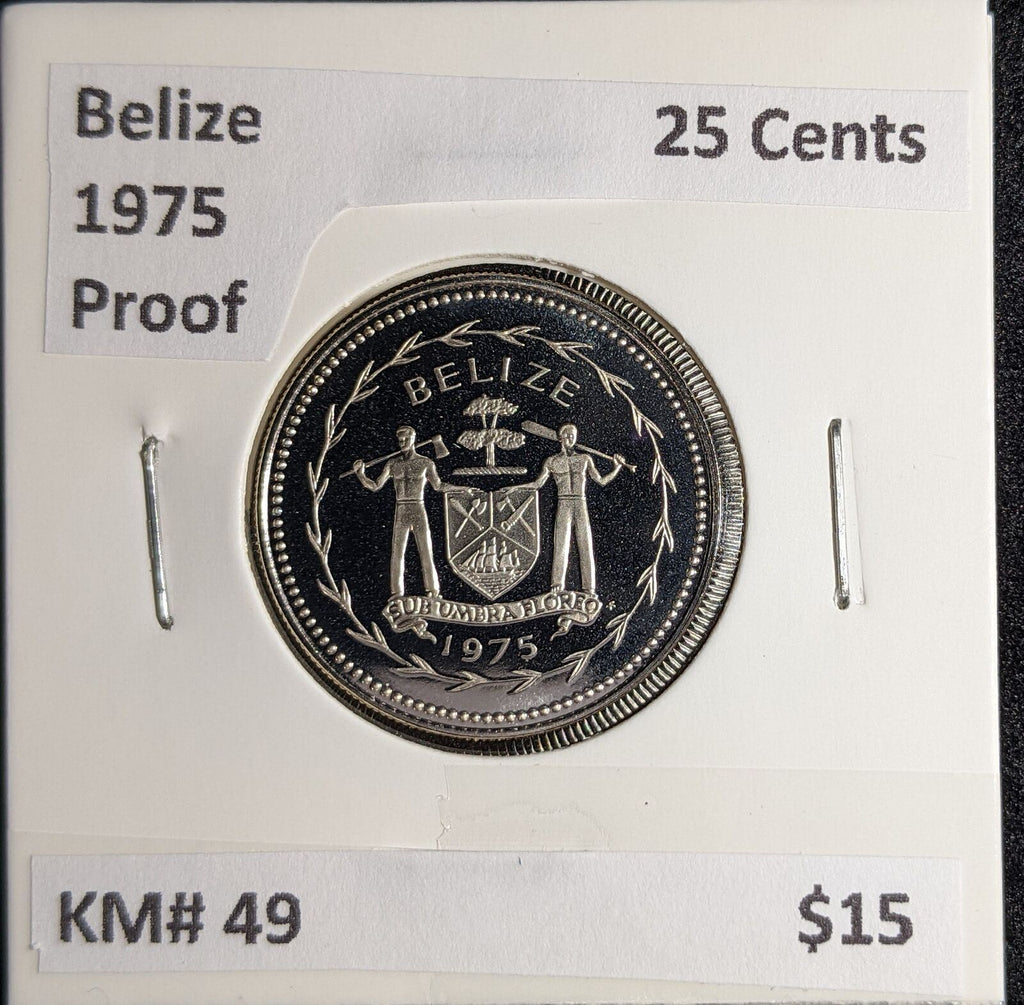 Belize
25 Cents
1975
Proof
BELIZE
SUB UMBRA FLOREO
1975
KM# 49
$15